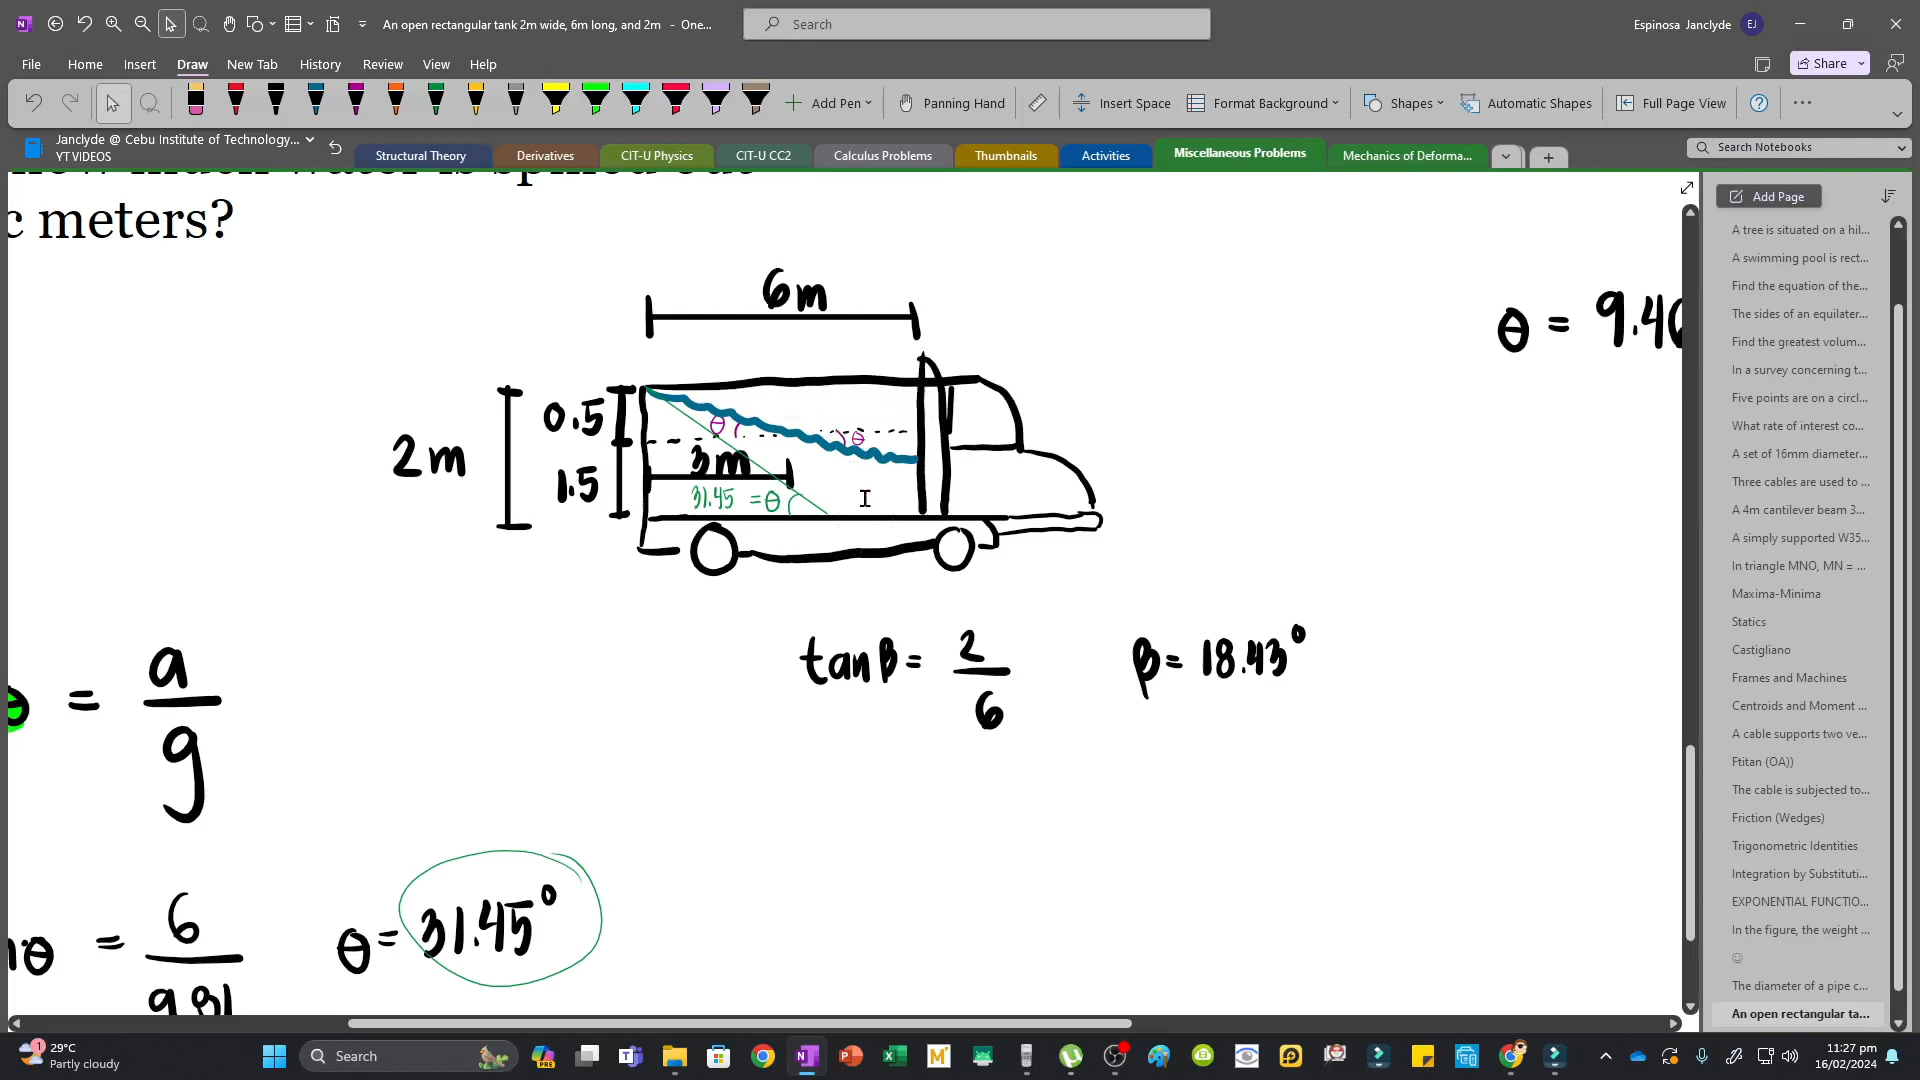 An open rectangular tank 2m wide, 6m long, and 2m - One...
Search
Espinosa Janclyde
EJ
File Home Insert Draw New Tab History Review View Help
Share
Add Pen
Panning Hand
Insert Space
Format Background
Shapes
Automatic Shapes
Full Page View
Janclyde @ Cebu Institute of Technology...
YT VIDEOS
Structural Theory
Derivatives
CIT-U Physics
CIT-U CC2
Calculus Problems
Thumbnails
Activities
Miscellaneous Problems
Mechanics of Deforma...
Search Notebooks
c meters?
6m
θ = 9.46
2m
0.5
1.5
θ
θ
3m
31.45 = θ
tanβ = 2/6
β = 18.43°
θ = a/g
θ = 6/9.81
θ = 31.45°
Add Page
A tree is situated on a hil...
A swimming pool is rect...
Find the equation of the...
The sides of an equilater...
Find the greatest volum...
In a survey concerning t...
Five points are on a circl...
What rate of interest co...
A set of 16mm diameter...
Three cables are used to ...
A 4m cantilever beam 3...
A simply supported W35...
In triangle MNO, MN = ...
Maxima-Minima
Statics
Castigliano
Frames and Machines
Centroids and Moment ...
A cable supports two ve...
Ftitan (OA))
The cable is subjected to...
Friction (Wedges)
Trigonometric Identities
Integration by Substituti...
EXPONENTIAL FUNCTIO...
In the figure, the weight ...
The diameter of a pipe c...
An open rectangular ta...
29°C
Partly cloudy
Search
11:27 pm
16/02/2024